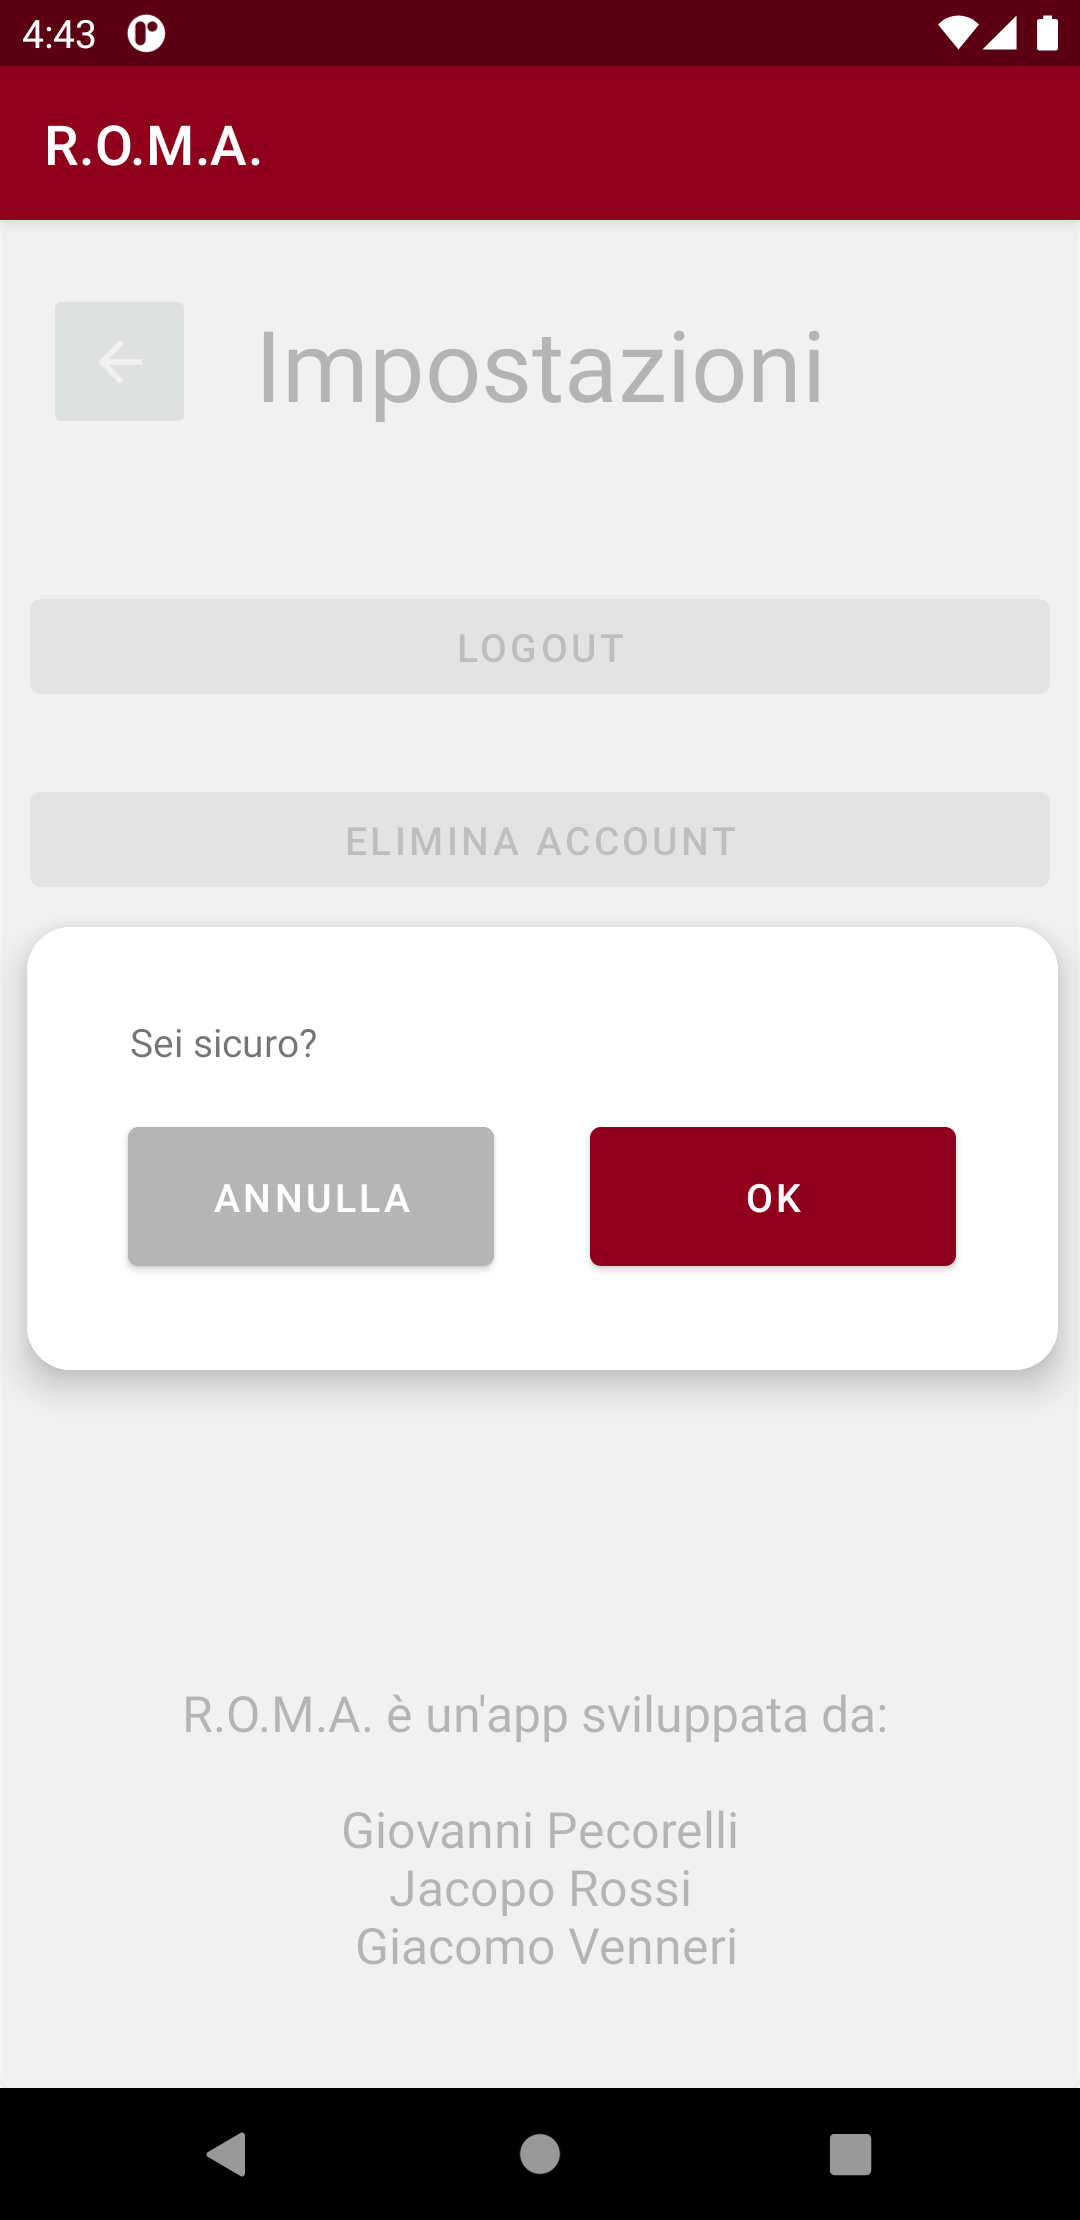 4:43
R.O.M.A.
Impostazioni
LOGOUT
ELIMINA ACCOUNT
Sei sicuro?
ANNULLA
OK
R.O.M.A. è un'app sviluppata da:
Giovanni Pecorelli
Jacopo Rossi
Giacomo Venneri